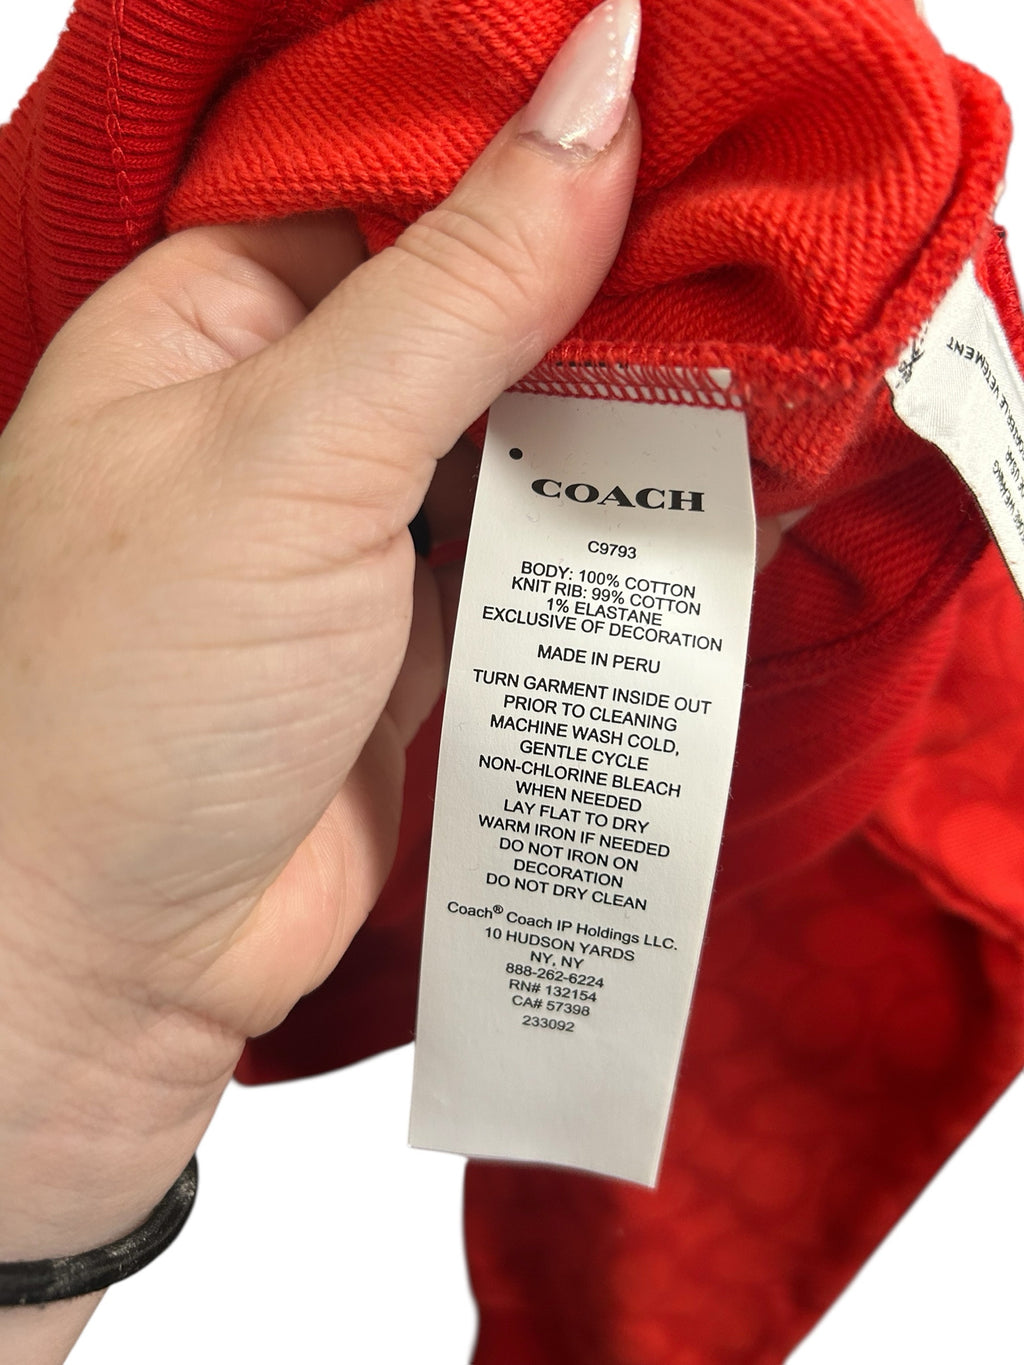 COACH
C9793
BODY: 100% COTTON
KNIT RIB: 99% COTTON
1% ELASTANE
EXCLUSIVE OF DECORATION
MADE IN PERU
TURN GARMENT INSIDE OUT
PRIOR TO CLEANING
MACHINE WASH COLD,
GENTLE CYCLE
NON-CHLORINE BLEACH
WHEN NEEDED
LAY FLAT TO DRY
WARM IRON IF NEEDED
DO NOT IRON ON
DECORATION
DO NOT DRY CLEAN
Coach® Coach IP Holdings LLC.
10 HUDSON YARDS
NY, NY
888-262-6224
RN# 132154
CA# 57398
233092
VETEMENT